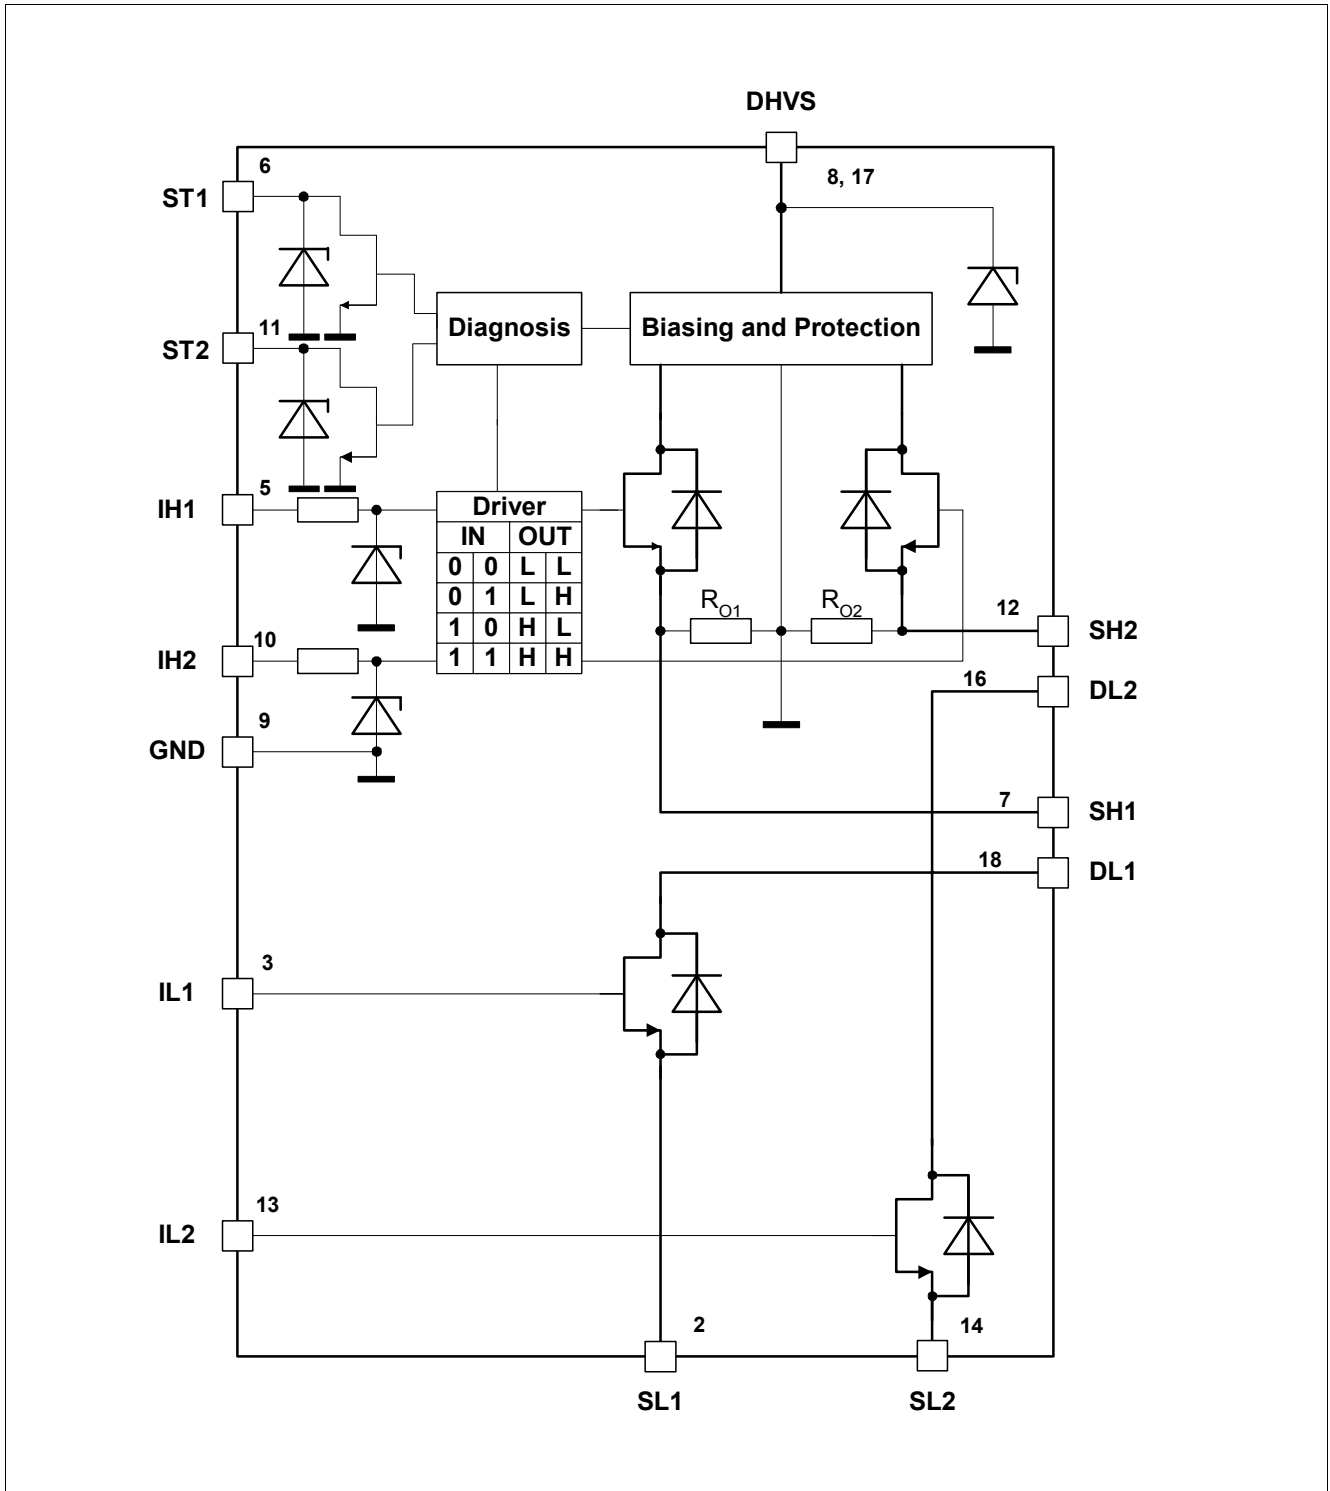 DHVS
8, 17
6
ST1
11
ST2
Diagnosis
Biasing and Protection
5
IH1
Driver
IN OUT
0 0 L L
0 1 L H
1 0 H L
1 1 H H
RO1
RO2
12
SH2
10
IH2
16
DL2
9
GND
7
SH1
18
DL1
3
IL1
13
IL2
2
14
SL1
SL2